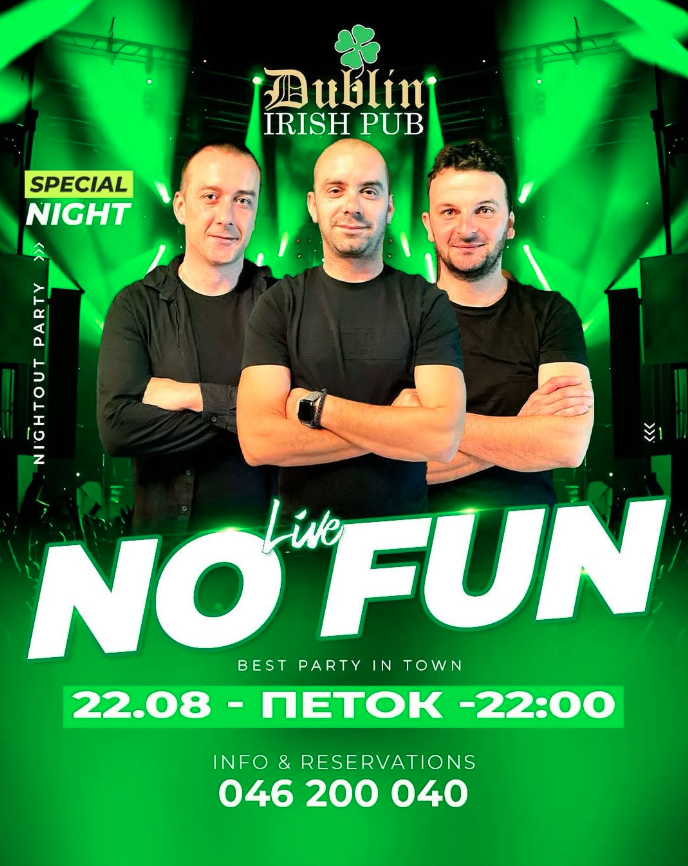 Dublin
IRISH PUB
SPECIAL
NIGHT
NIGHTOUT PARTY
Live
NO FUN
BEST PARTY IN TOWN
22.08 - ПЕТОК -22:00
INFO & RESERVATIONS
046 200 040